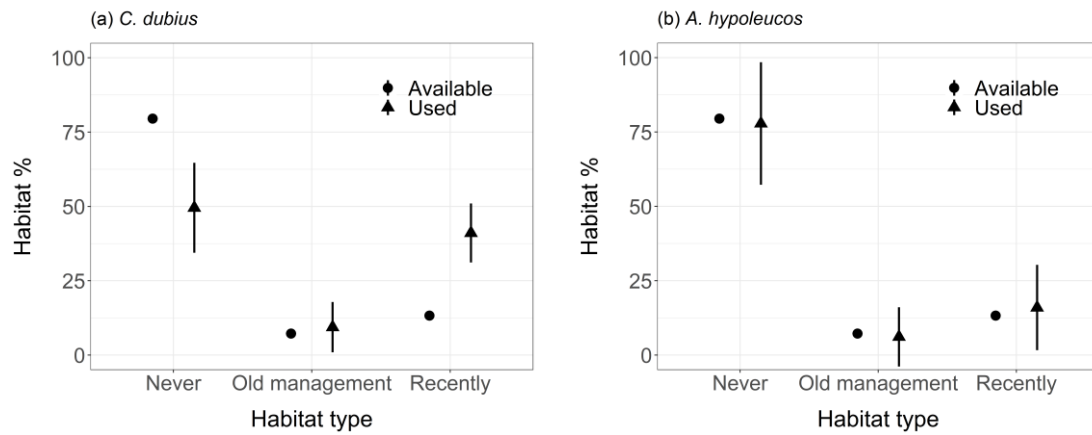 (a) C. dubius
100
75
50
25
0
Habitat %
Available
Used
Never Old management Recently
Habitat type
(b) A. hypoleucos
100
75
50
25
0
Habitat %
Available
Used
Never Old management Recently
Habitat type